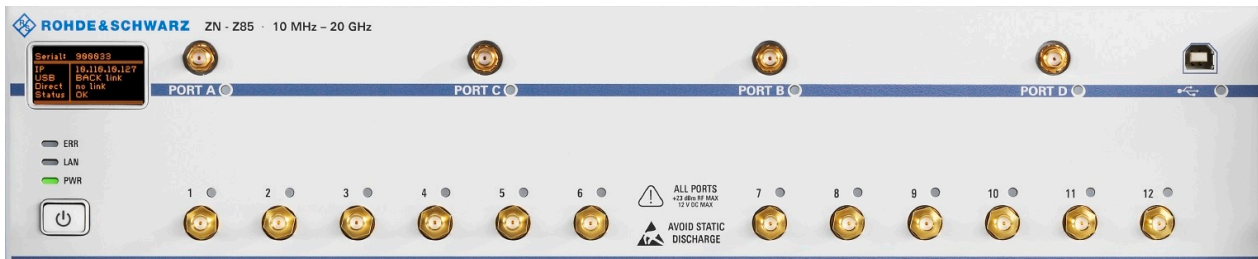 ROHDE&SCHWARZ ZN-Z85 · 10 MHz – 20 GHz
Serial: 900033
IP 10.110.10.127
USB BACK link
Direct no link
Status OK
PORT A
PORT C
PORT B
PORT D
ERR
LAN
PWR
1 2 3 4 5 6
ALL PORTS
+23 dBm RF MAX
12 V DC MAX
AVOID STATIC
DISCHARGE
7 8 9 10 11 12